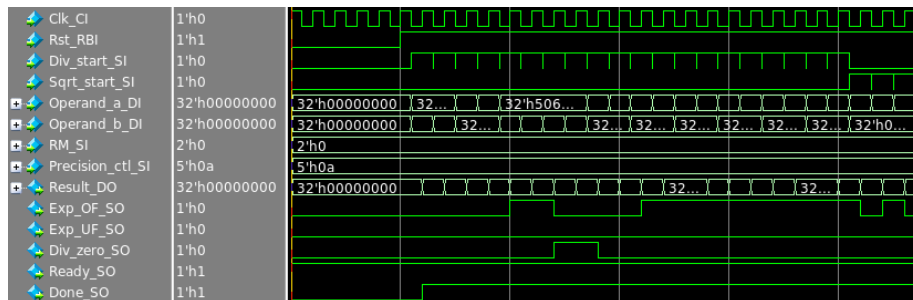 Clk_CI 1'h0
Rst_RBI 1'h1
Div_start_SI 1'h0
Sqrt_start_SI 1'h0
Operand_a_DI 32'h00000000 32'h00000000 32... 32'h506...
Operand_b_DI 32'h00000000 32'h00000000 32... 32... 32... 32... 32... 32... 32... 32'h0...
RM_SI 2'h0 2'h0
Precision_ctl_SI 5'h0a 5'h0a
Result_DO 32'h00000000 32'h00000000 32... 32...
Exp_OF_SO 1'h0
Exp_UF_SO 1'h0
Div_zero_SO 1'h0
Ready_SO 1'h1
Done_SO 1'h1